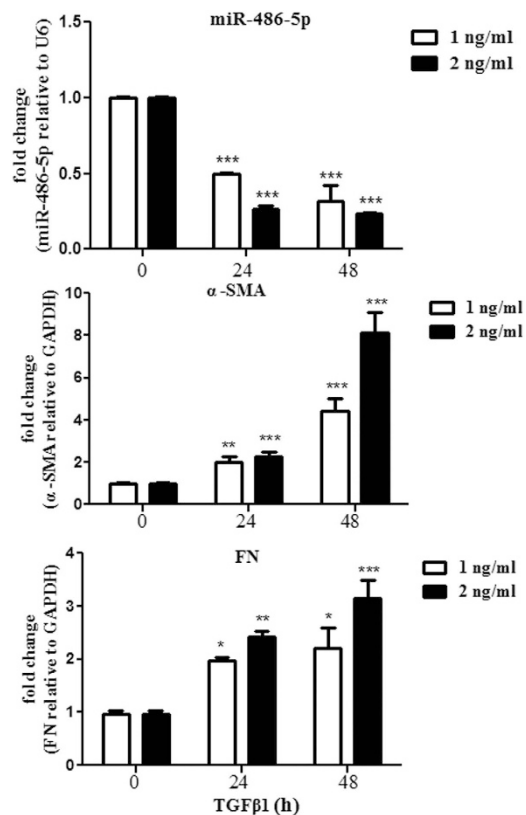 miR-486-5p
fold change
(miR-486-5p relative to U6)
1.5
1.0
0.5
0.0
***
***
***
***
0
24
48
1 ng/ml
2 ng/ml
α-SMA
fold change
(α-SMA relative to GAPDH)
10
8
6
4
2
0
**
***
***
***
0
24
48
1 ng/ml
2 ng/ml
FN
fold change
(FN relative to GAPDH)
4
3
2
1
0
*
**
*
***
0
24
48
TGFβ1 (h)
1 ng/ml
2 ng/ml